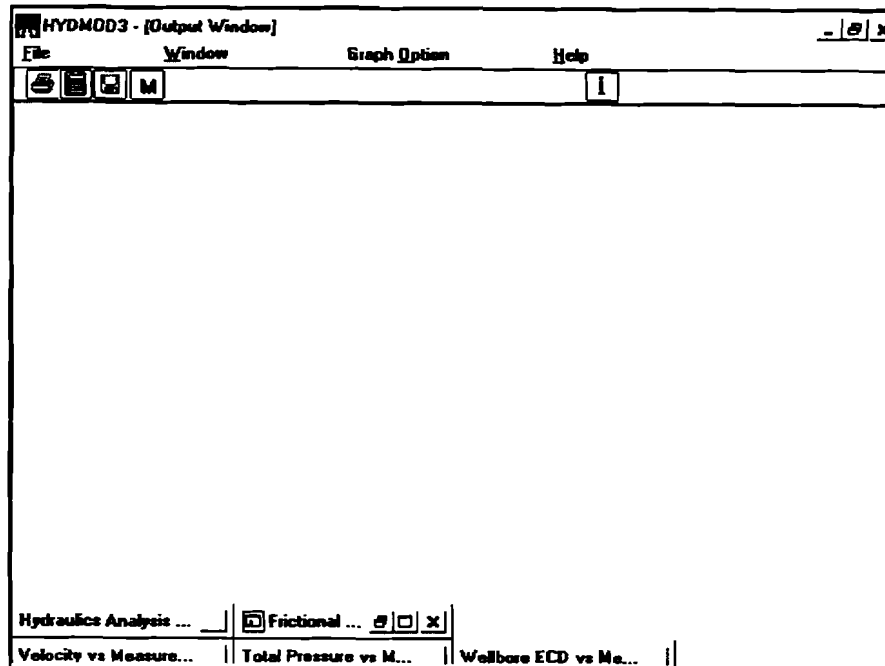 HYDMOD3 - [Output Window]
File Window Graph Option Help
M i
Hydraulics Analysis ... Frictional ...
Velocity vs Measure... Total Pressure vs M... Wellbore ECD vs Me...